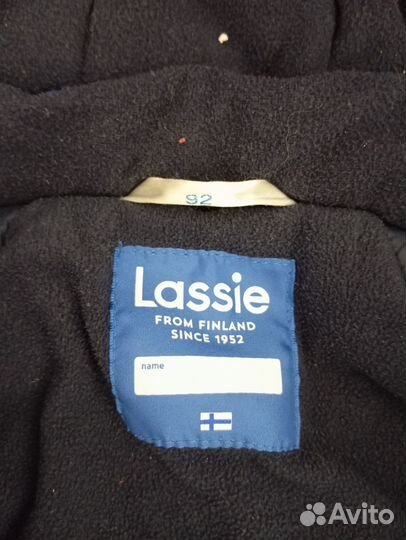 92
Lassie
FROM FINLAND
SINCE 1952
name
Avito